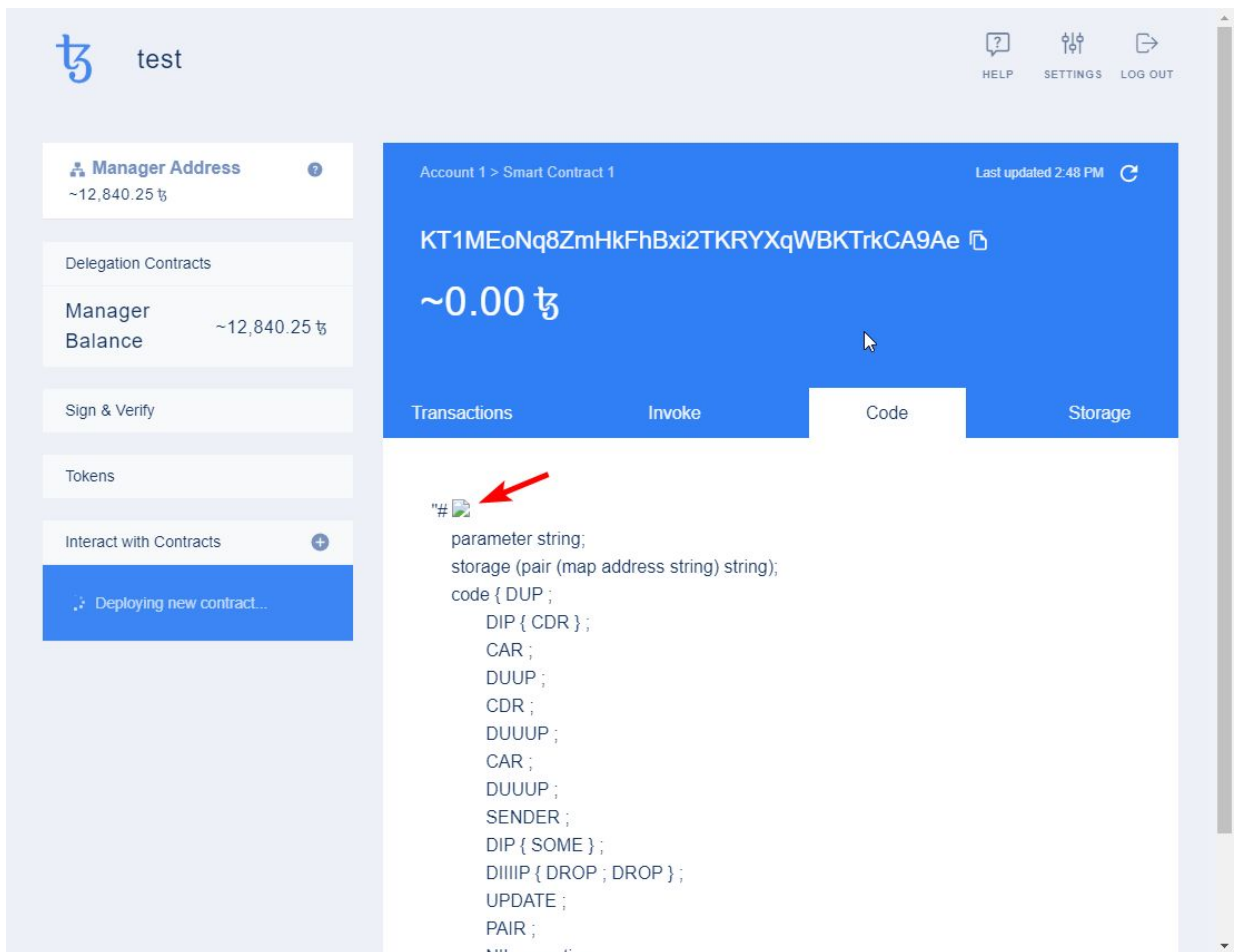 test
HELP
SETTINGS
LOG OUT
Manager Address
~12,840.25 ꜩ
Delegation Contracts
Manager Balance
~12,840.25 ꜩ
Sign & Verify
Tokens
Interact with Contracts
Deploying new contract...
Account 1 > Smart Contract 1
Last updated 2:48 PM
KT1MEoNq8ZmHkFhBxi2TKRYXqWBKTrkCA9Ae
~0.00 ꜩ
Transactions
Invoke
Code
Storage
"#
parameter string;
storage (pair (map address string) string);
code { DUP ;
DIP { CDR } ;
CAR ;
DUUP ;
CDR ;
DUUUP ;
CAR ;
DUUUP ;
SENDER ;
DIP { SOME } ;
DIIIIP { DROP ; DROP } ;
UPDATE ;
PAIR ;